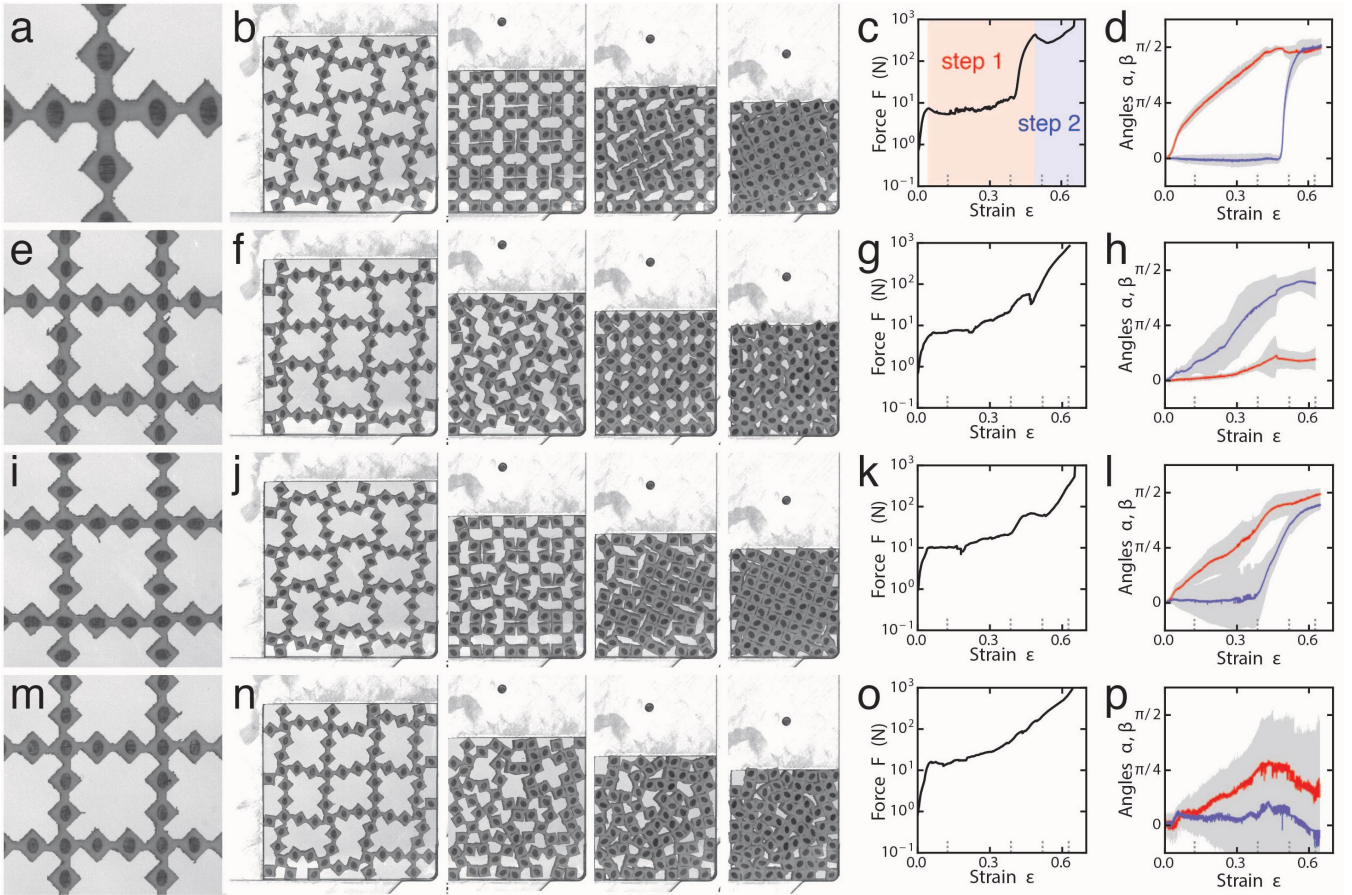 a
b
c
Force F (N)
10³
10²
10¹
10⁰
10⁻¹
step 1
step 2
0.0 0.3 0.6
Strain ε
d
Angles α, β
π/2
π/4
0
0.0 0.3 0.6
Strain ε
e
f
g
Force F (N)
10³
10²
10¹
10⁰
10⁻¹
0.0 0.3 0.6
Strain ε
h
Angles α, β
π/2
π/4
0
0.0 0.3 0.6
Strain ε
i
j
k
Force F (N)
10³
10²
10¹
10⁰
10⁻¹
0.0 0.3 0.6
Strain ε
l
Angles α, β
π/2
π/4
0
0.0 0.3 0.6
Strain ε
m
n
o
Force F (N)
10³
10²
10¹
10⁰
10⁻¹
0.0 0.3 0.6
Strain ε
p
Angles α, β
π/2
π/4
0
0.0 0.3 0.6
Strain ε